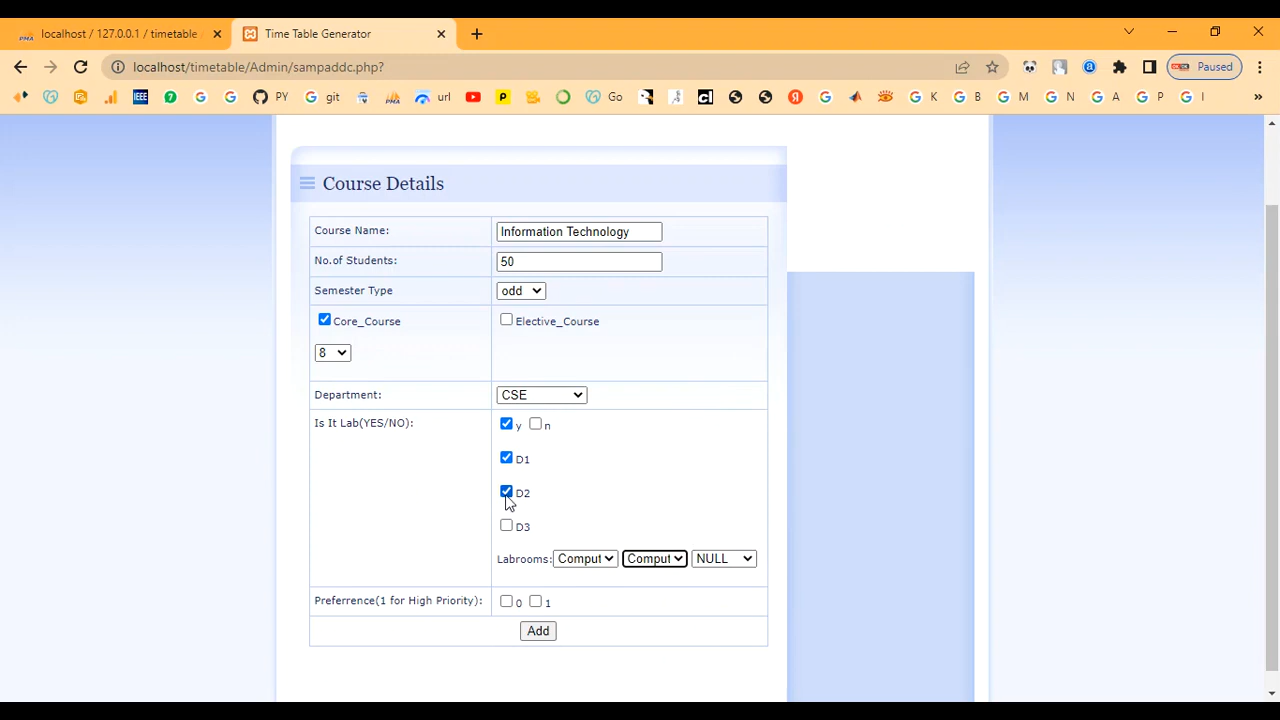 localhost / 127.0.0.1 / timetable
Time Table Generator
localhost/timetable/Admin/sampaddc.php?
Paused
IEEE
PY
git
url
Go
K
B
M
N
A
P
I
»
Course Details
Course Name:
Information Technology
No.of Students:
50
Semester Type
odd
Core_Course
Elective_Course
8
Department:
CSE
Is It Lab(YES/NO):
y
n
D1
D2
D3
Labrooms:
Comput
Comput
NULL
Preferrence(1 for High Priority):
0
1
Add